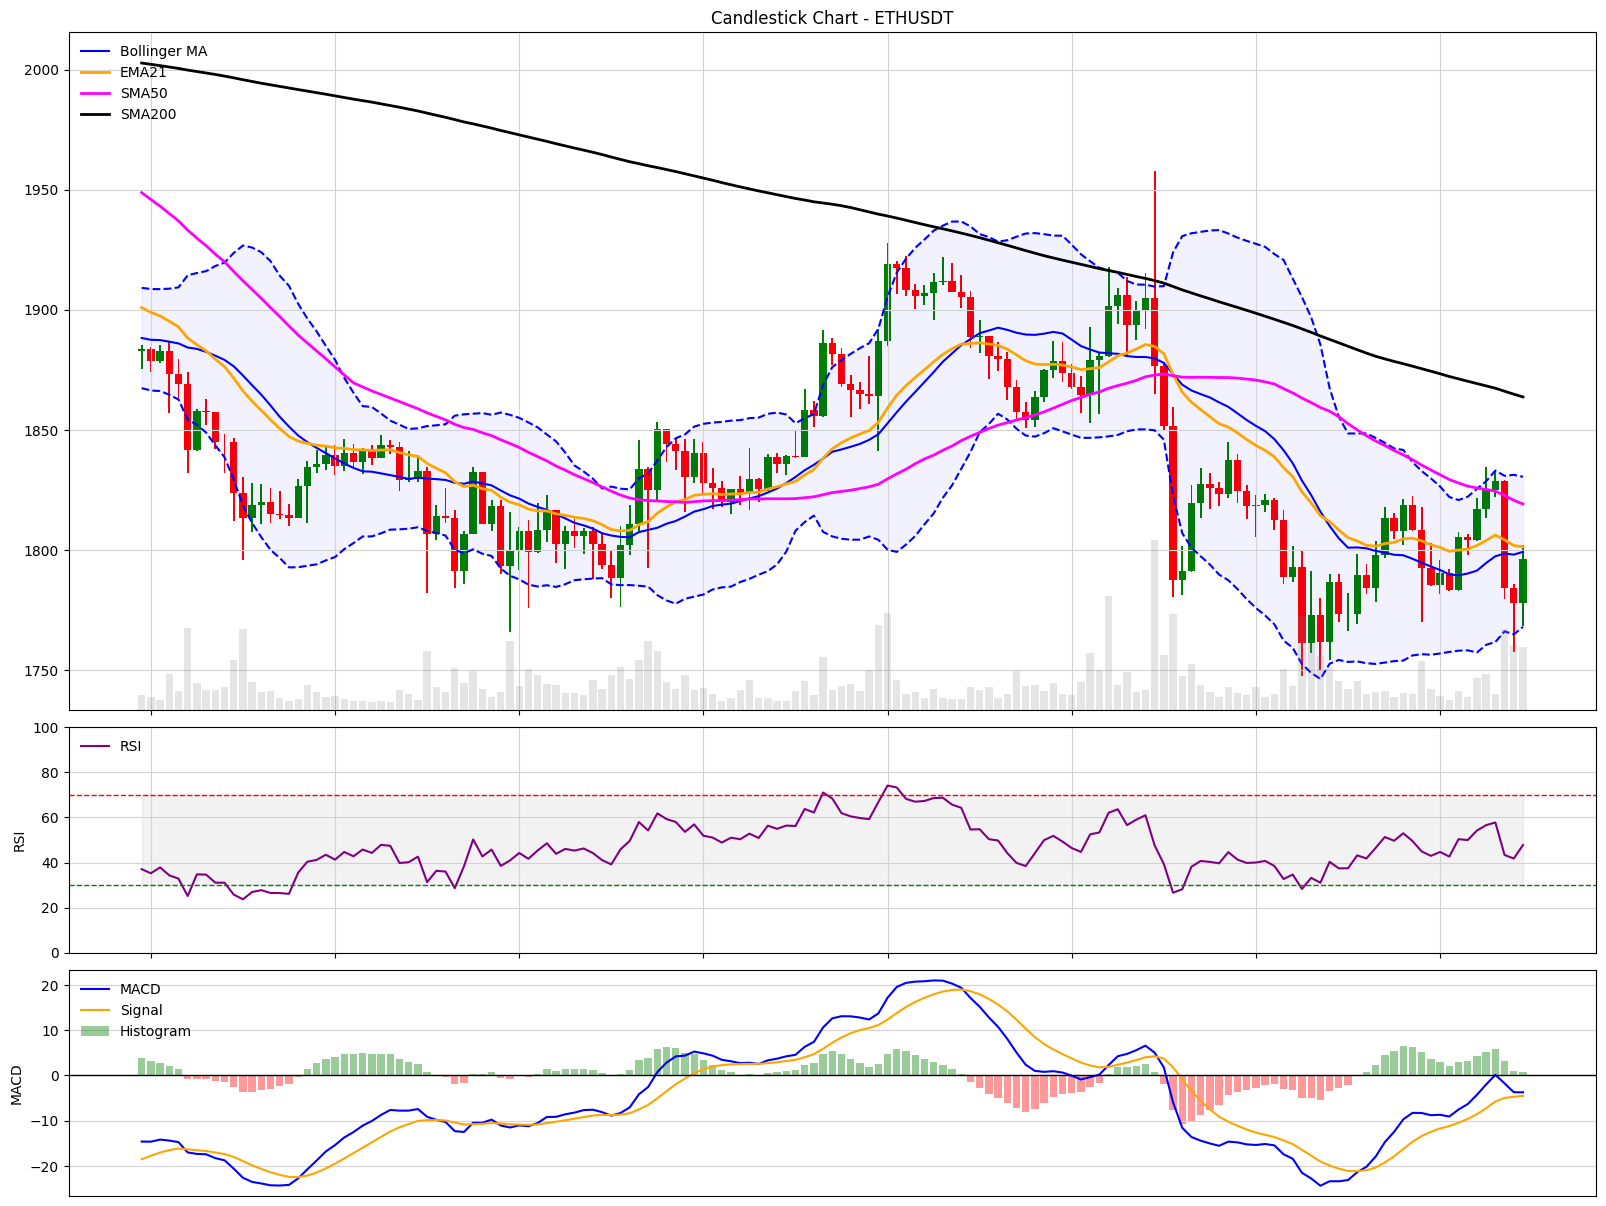 Candlestick Chart - ETHUSDT
Bollinger MA
EMA21
SMA50
SMA200
2000
1950
1900
1850
1800
1750
RSI
100
80
60
40
20
0
RSI
MACD
Signal
Histogram
20
10
0
−10
−20
MACD